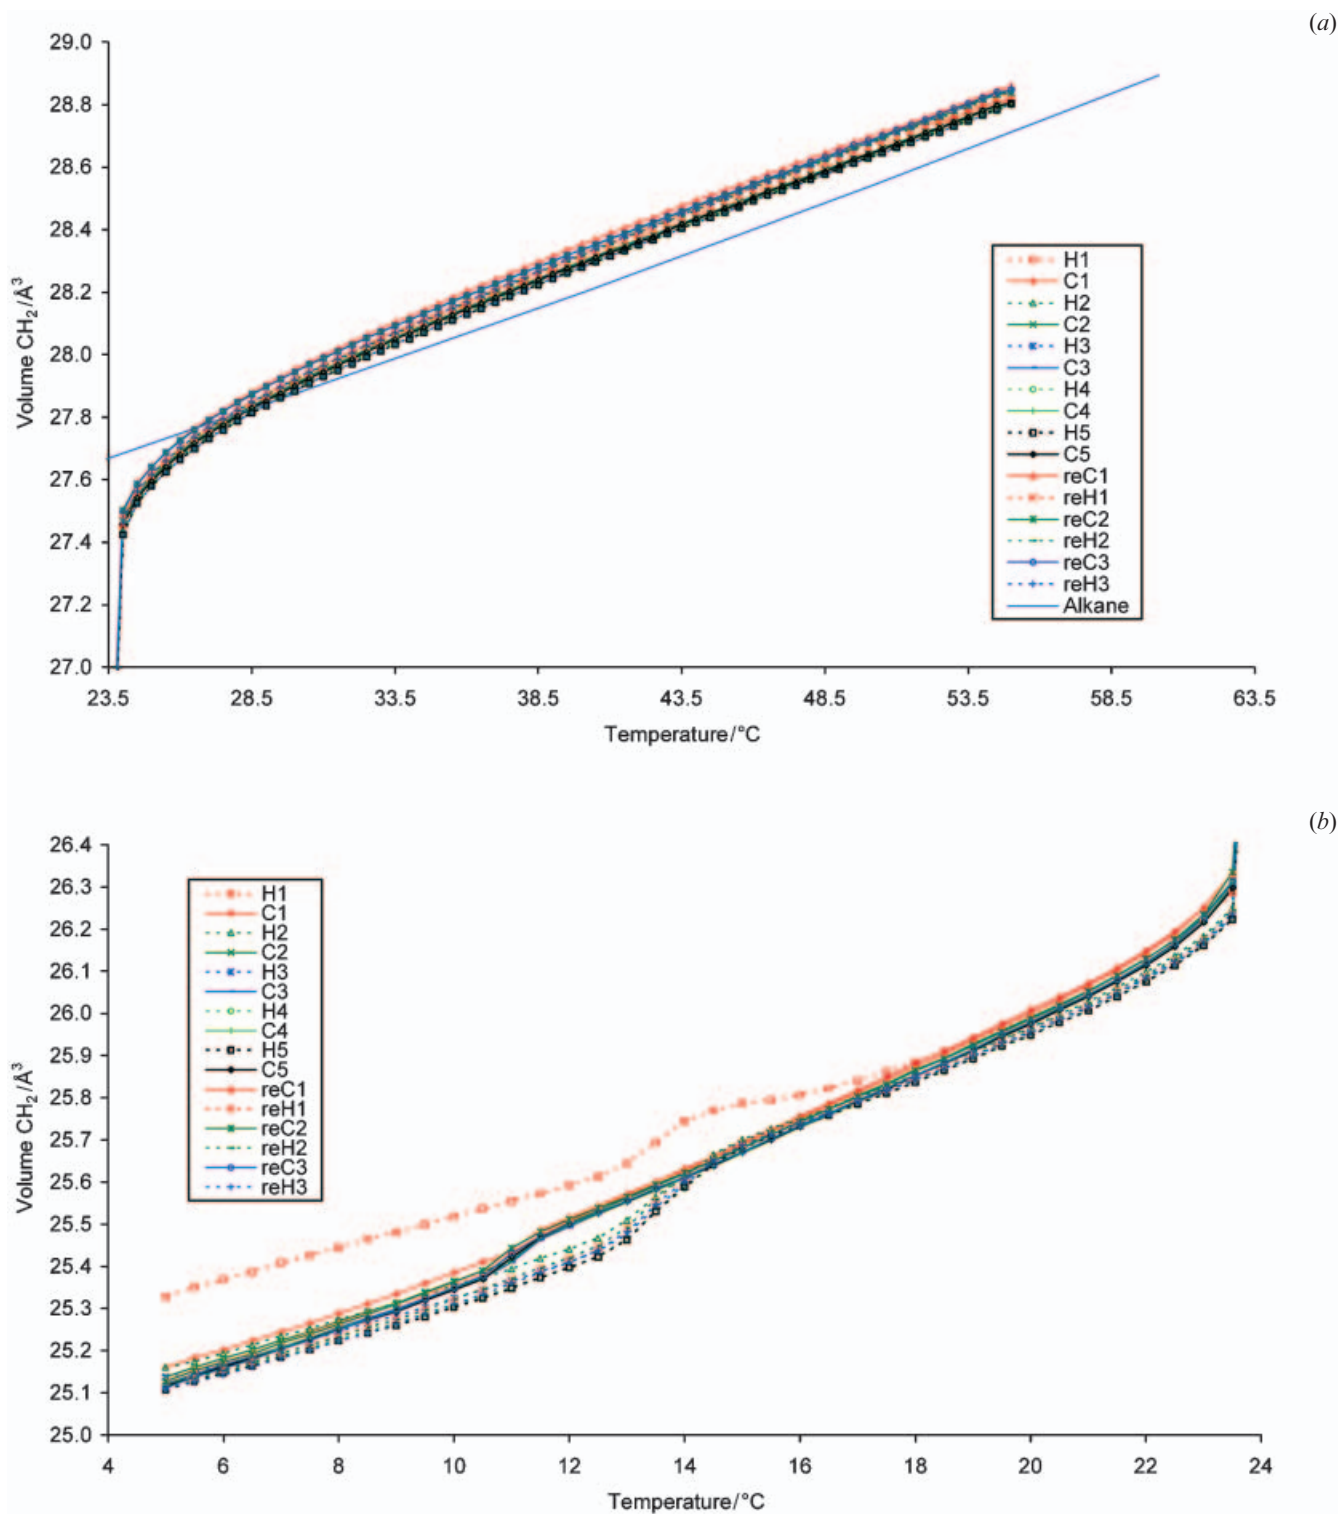 (a)
29.0
28.8
28.6
28.4
28.2
28.0
27.8
27.6
27.4
27.2
27.0
Volume CH₂/Å³
23.5 28.5 33.5 38.5 43.5 48.5 53.5 58.5 63.5
Temperature/°C
H1
C1
H2
C2
H3
C3
H4
C4
H5
C5
reC1
reH1
reC2
reH2
reC3
reH3
Alkane
(b)
26.4
26.3
26.2
26.1
26.0
25.9
25.8
25.7
25.6
25.5
25.4
25.3
25.2
25.1
25.0
Volume CH₂/Å³
H1
C1
H2
C2
H3
C3
H4
C4
H5
C5
reC1
reH1
reC2
reH2
reC3
reH3
4 6 8 10 12 14 16 18 20 22 24
Temperature/°C